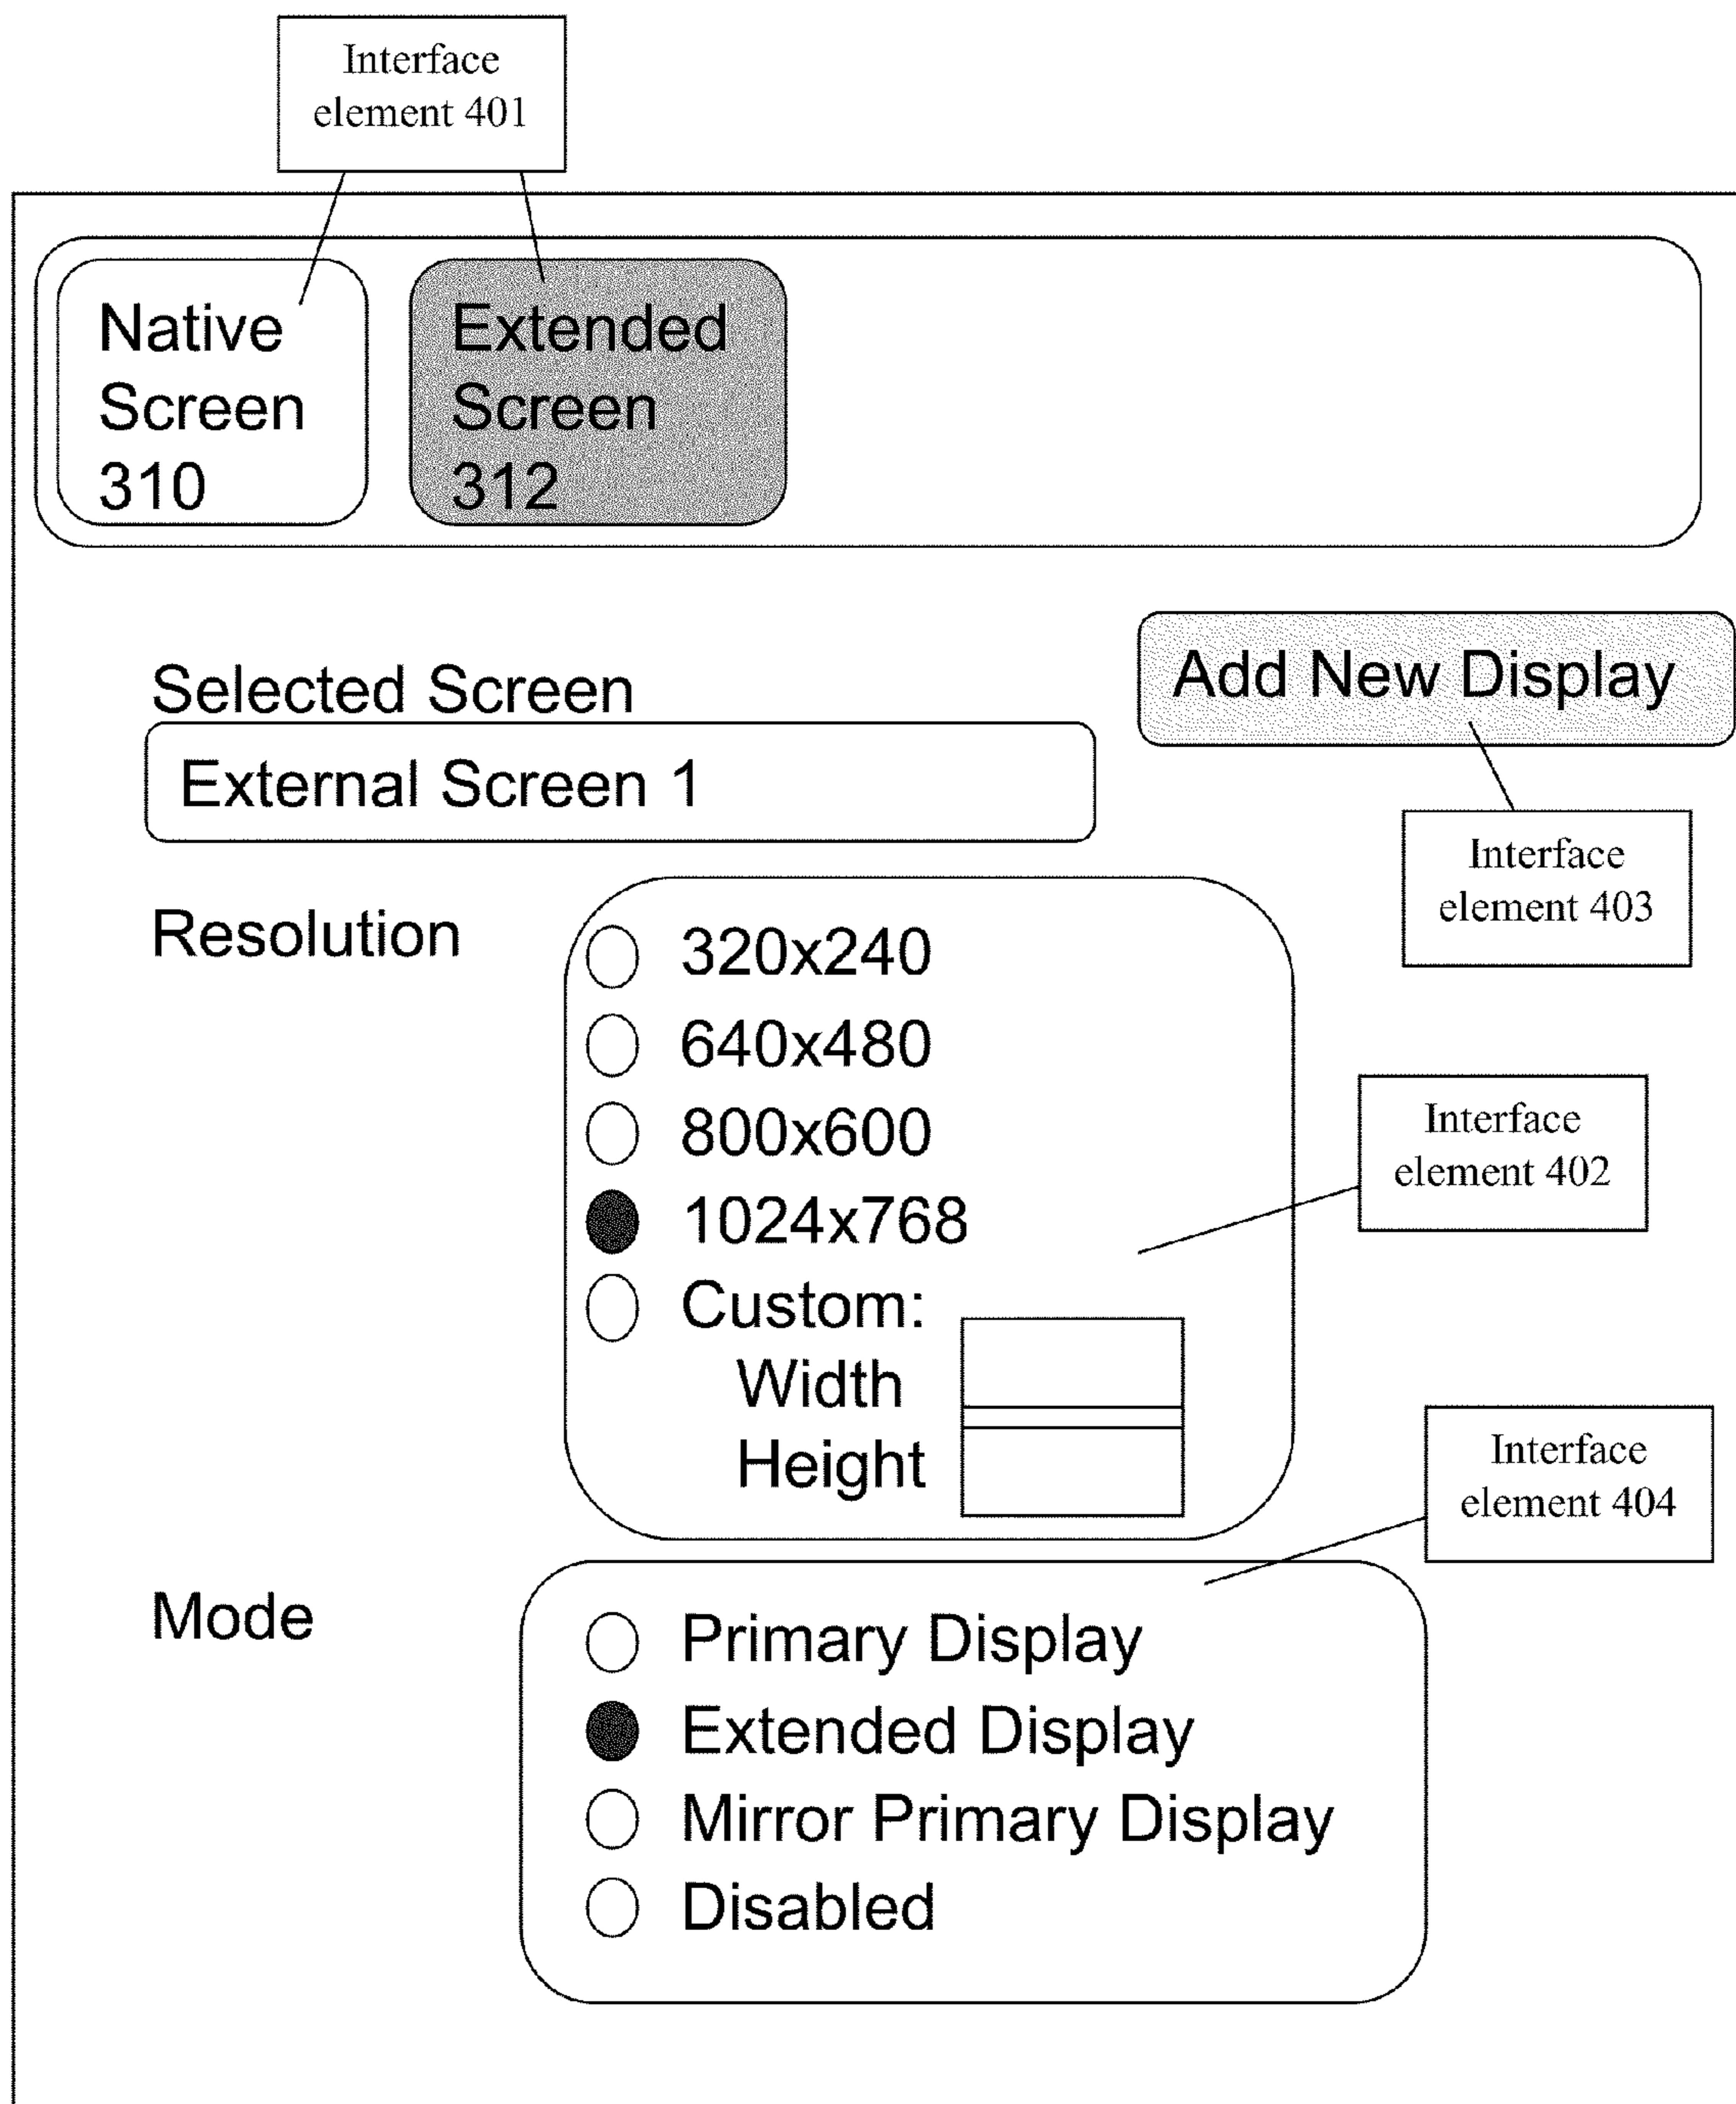 Interface
element 401
Native
Screen
310
Extended
Screen
312
Selected Screen
Add New Display
External Screen 1
Interface
element 403
Resolution
320x240
640x480
800x600
1024x768
Custom:
Width
Height
Interface
element 402
Interface
element 404
Mode
Primary Display
Extended Display
Mirror Primary Display
Disabled